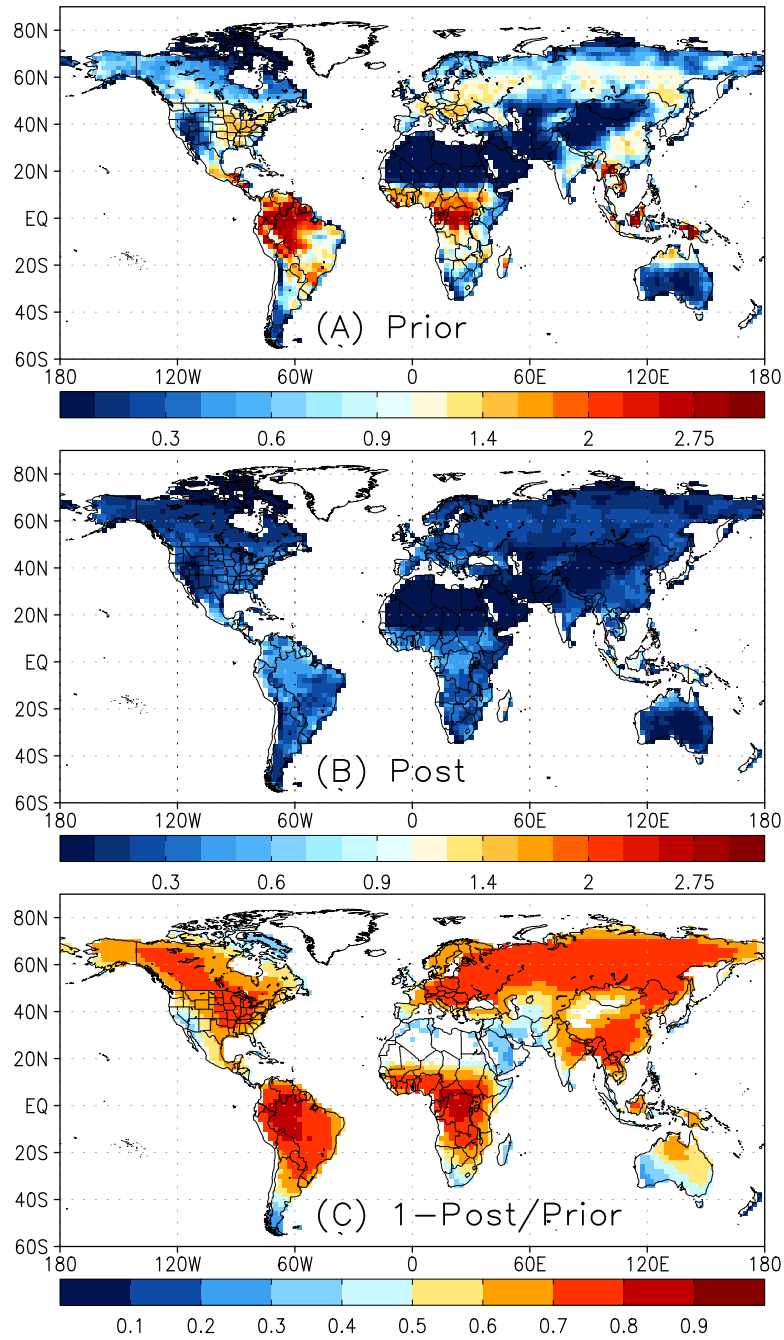 80N
60N
40N
20N
EQ
20S
40S
60S
(A) Prior
180 120W 60W 0 60E 120E 180
0.3 0.6 0.9 1.4 2 2.75
80N
60N
40N
20N
EQ
20S
40S
60S
(B) Post
180 120W 60W 0 60E 120E 180
0.3 0.6 0.9 1.4 2 2.75
80N
60N
40N
20N
EQ
20S
40S
60S
(C) 1-Post/Prior
180 120W 60W 0 60E 120E 180
0.1 0.2 0.3 0.4 0.5 0.6 0.7 0.8 0.9